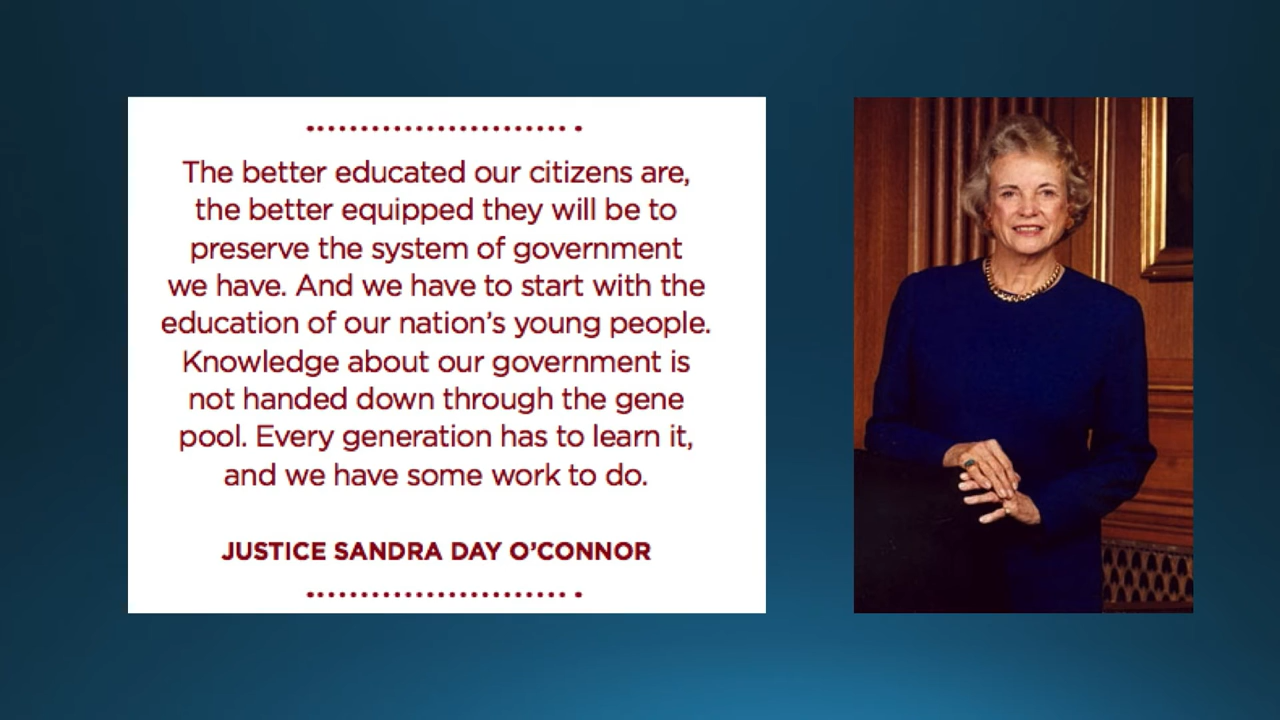 The better educated our citizens are,
the better equipped they will be to
preserve the system of government
we have. And we have to start with the
education of our nation’s young people.
Knowledge about our government is
not handed down through the gene
pool. Every generation has to learn it,
and we have some work to do.
JUSTICE SANDRA DAY O’CONNOR